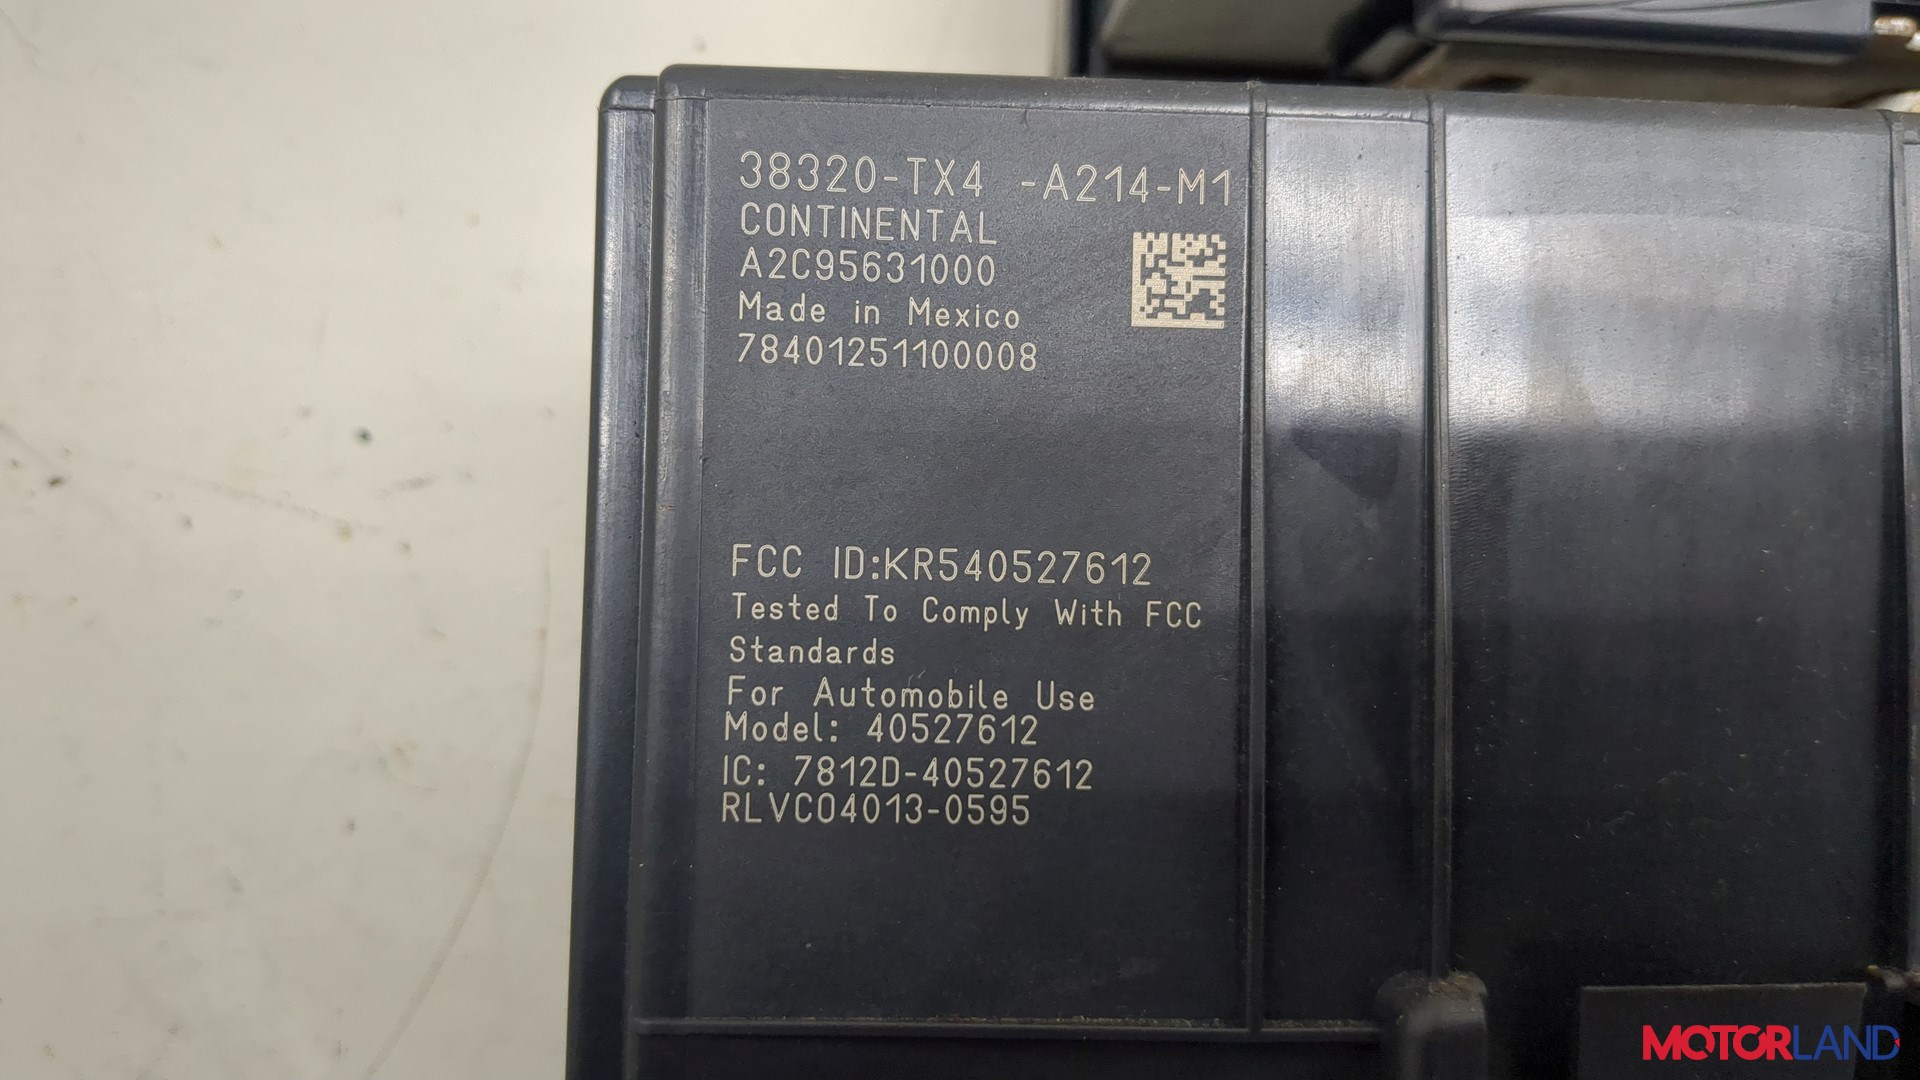 38320-TX4 -A214-M1
CONTINENTAL
A2C95631000
Made in Mexico
78401251100008
FCC ID:KR540527612
Tested To Comply With FCC
Standards
For Automobile Use
Model: 40527612
IC: 7812D-40527612
RLVCO4013-0595
MOTORLAND